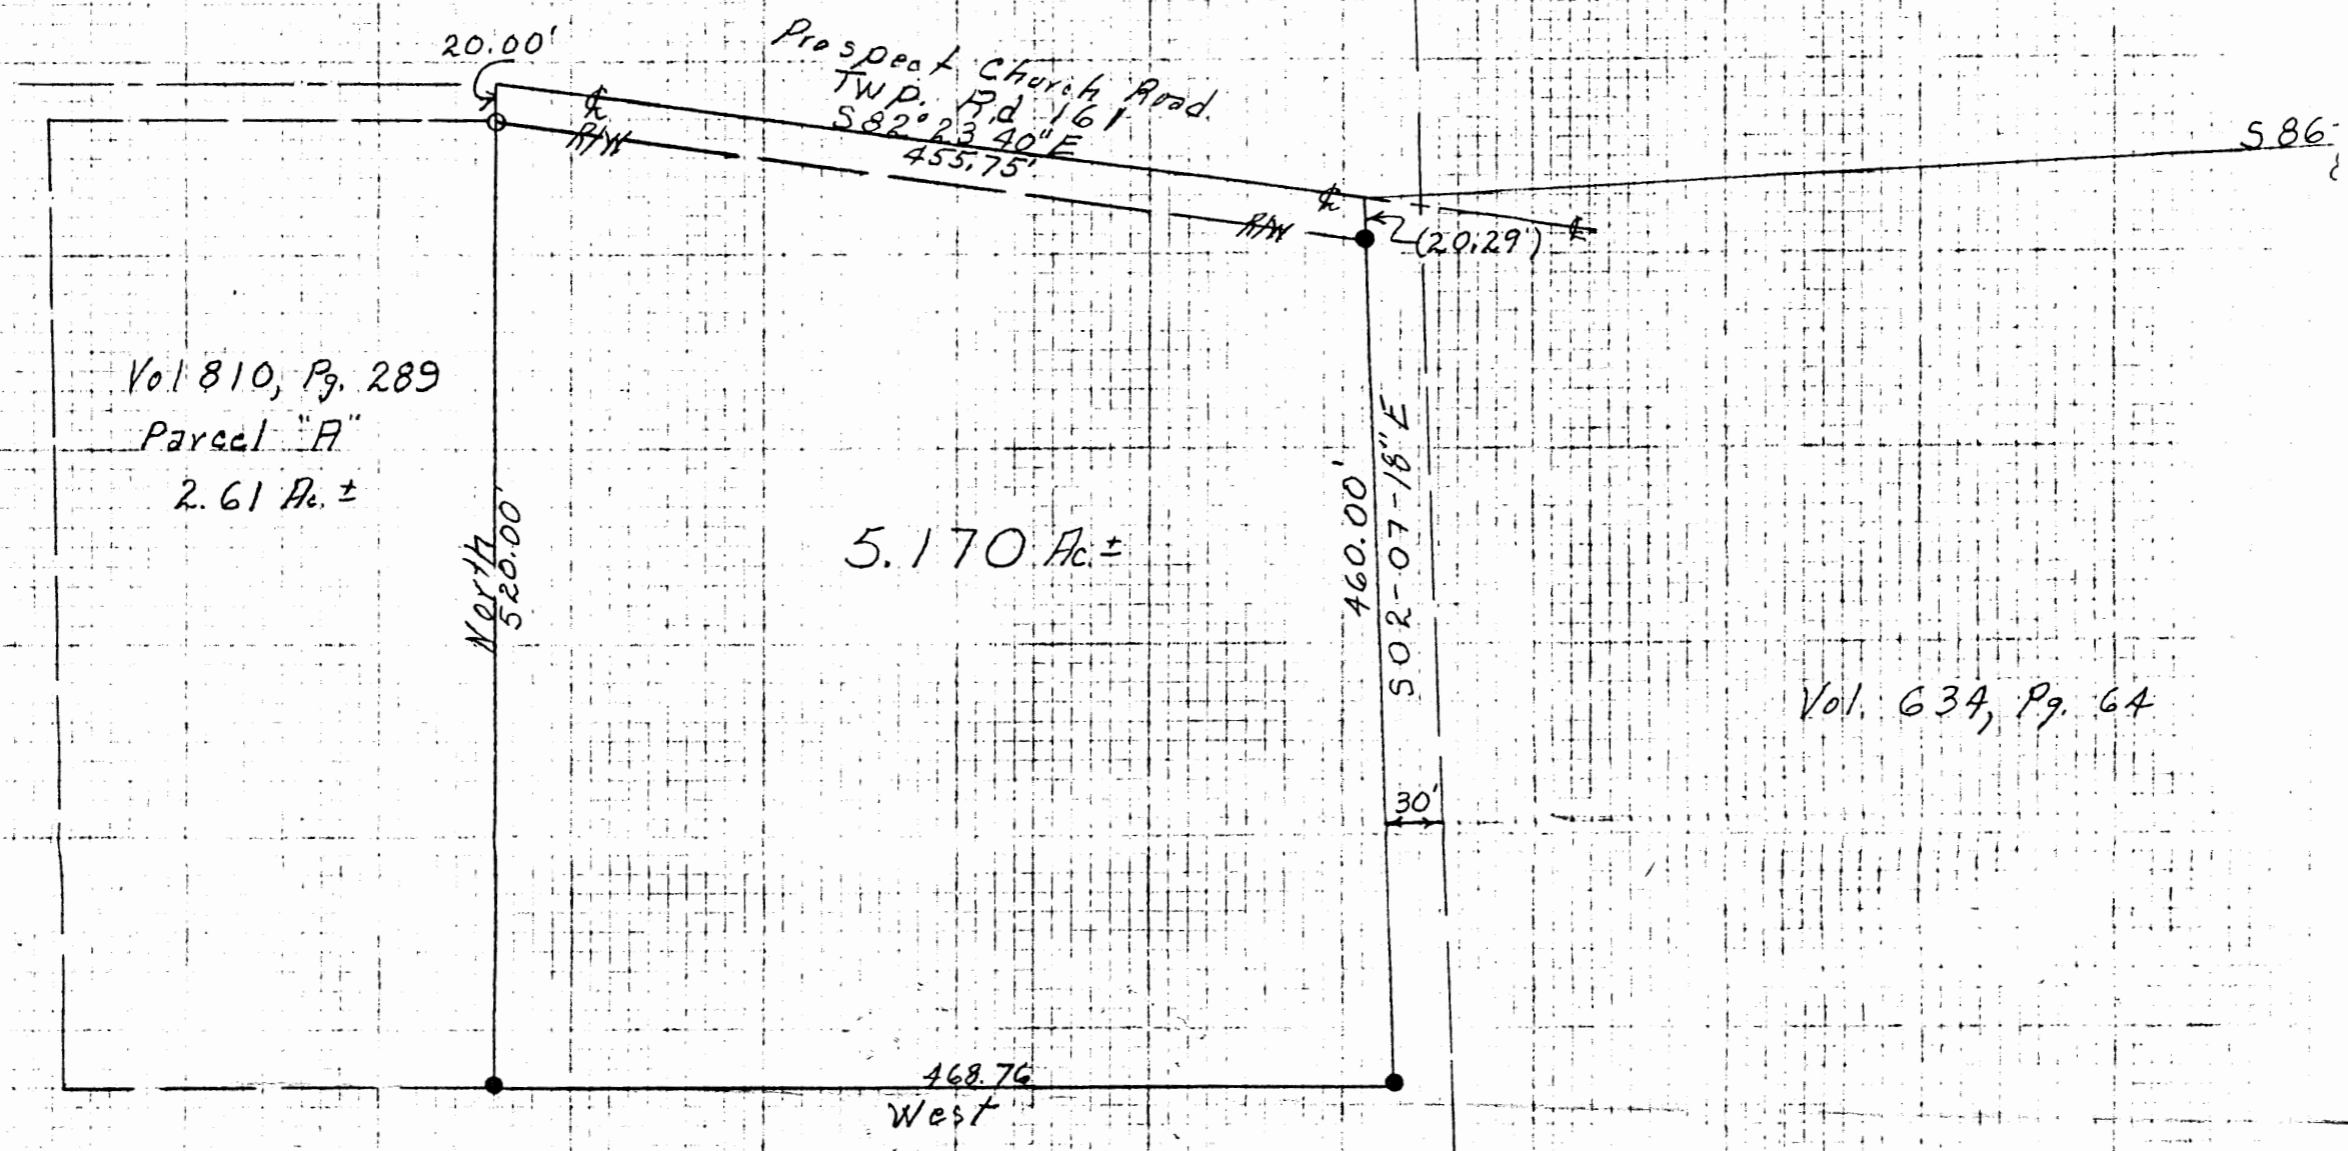 20.00'
Prospect Church Road.
Twp. Rd 161
S82°23'40"E
455.75'
℄
R/W
℄
R/W
(20.29')
℄
S86
Vol 810, Pg. 289
Parcel "A"
2.61 Ac. ±
North
520.00'
5.170 Ac. ±
460.00'
S02-07-18"E
Vol. 634, Pg. 64
30'
468.76
West